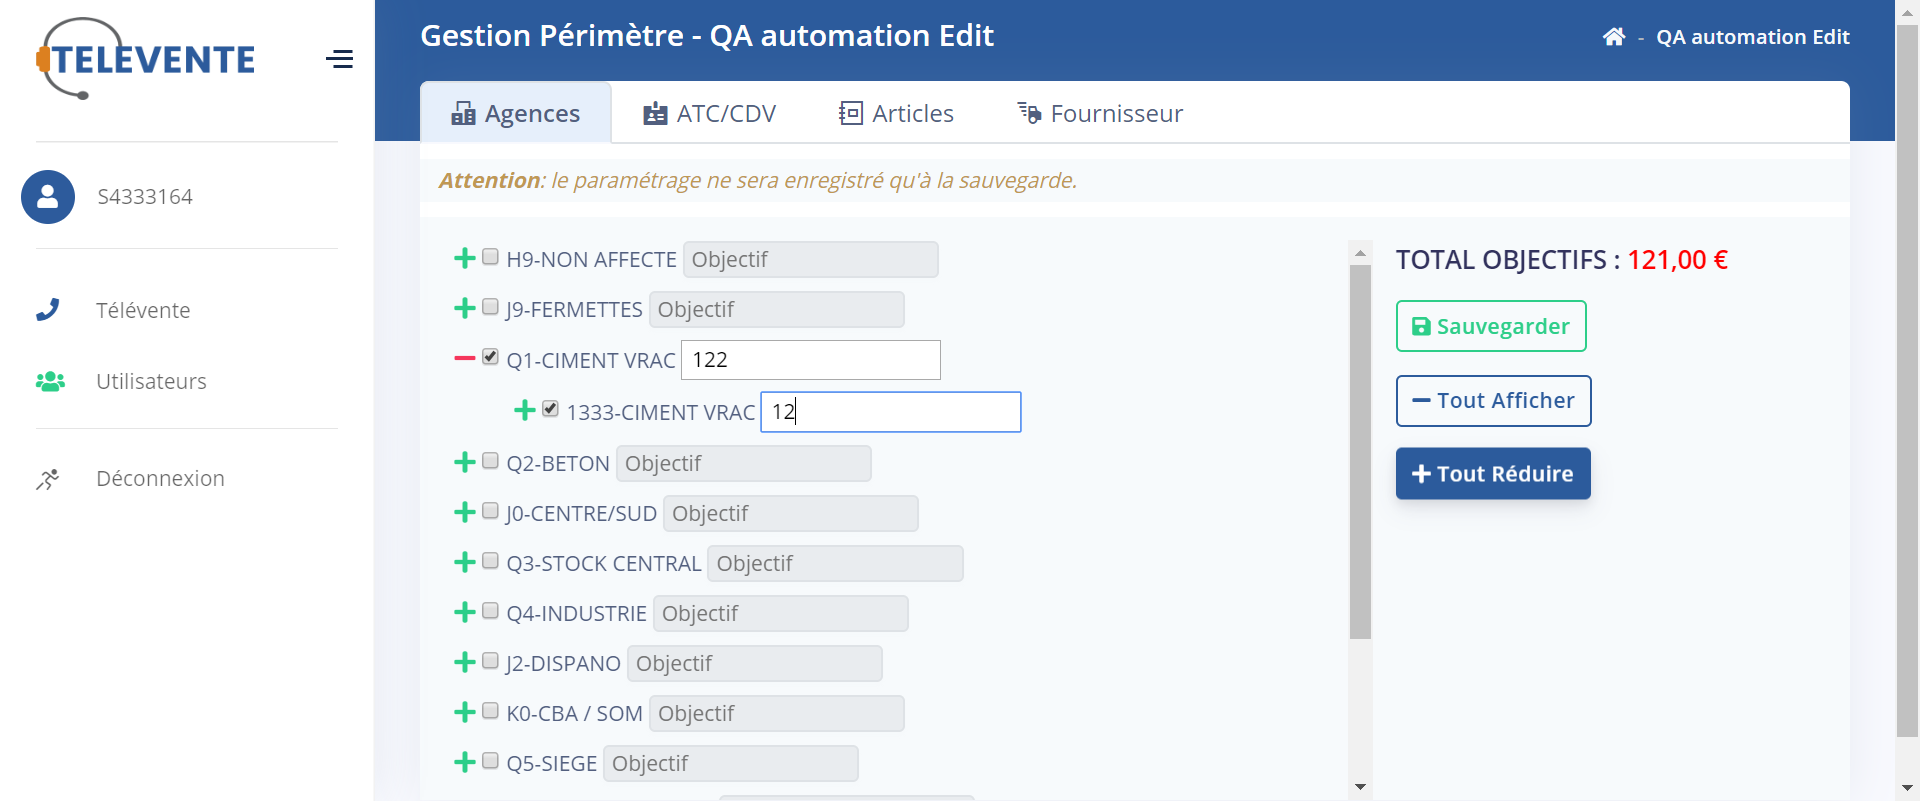 TELEVENTE
S4333164
Télévente
Utilisateurs
Déconnexion
Gestion Périmètre - QA automation Edit
- QA automation Edit
Agences
ATC/CDV
Articles
Fournisseur
Attention: le paramétrage ne sera enregistré qu'à la sauvegarde.
H9-NON AFFECTE Objectif
J9-FERMETTES Objectif
Q1-CIMENT VRAC 122
1333-CIMENT VRAC 12
Q2-BETON Objectif
J0-CENTRE/SUD Objectif
Q3-STOCK CENTRAL Objectif
Q4-INDUSTRIE Objectif
J2-DISPANO Objectif
K0-CBA / SOM Objectif
Q5-SIEGE Objectif
TOTAL OBJECTIFS : 121,00 €
Sauvegarder
Tout Afficher
Tout Réduire